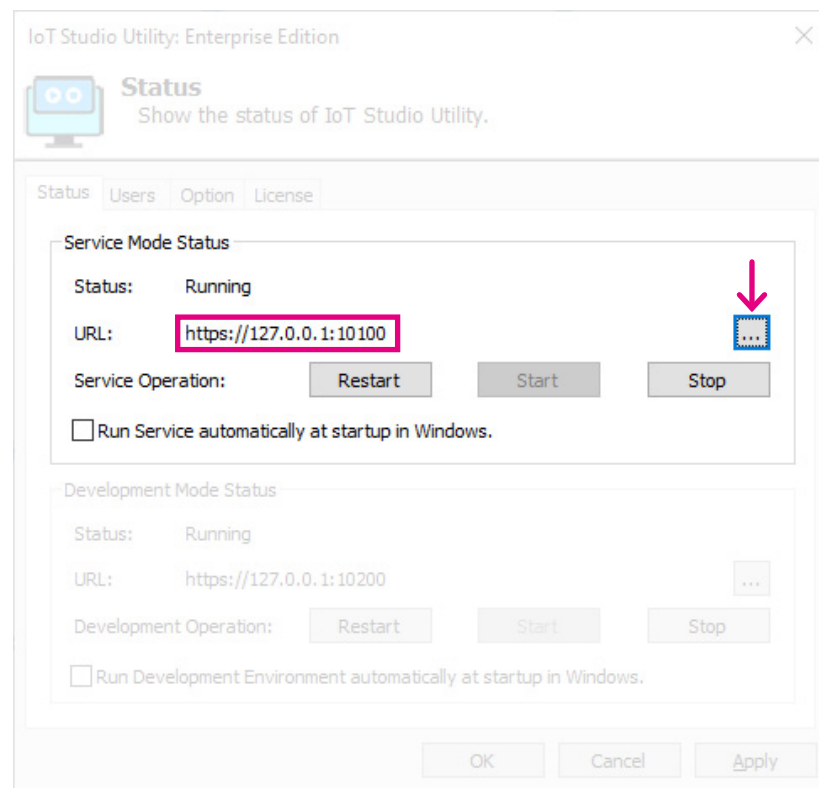 IoT Studio Utility: Enterprise Edition
Status
Show the status of IoT Studio Utility.
Status Users Option License
Service Mode Status
Status: Running
URL: https://127.0.0.1:10100 ...
Service Operation: Restart Start Stop
Run Service automatically at startup in Windows.
Development Mode Status
Status: Running
URL: https://127.0.0.1:10200 ...
Development Operation: Restart Start Stop
Run Development Environment automatically at startup in Windows.
OK Cancel Apply